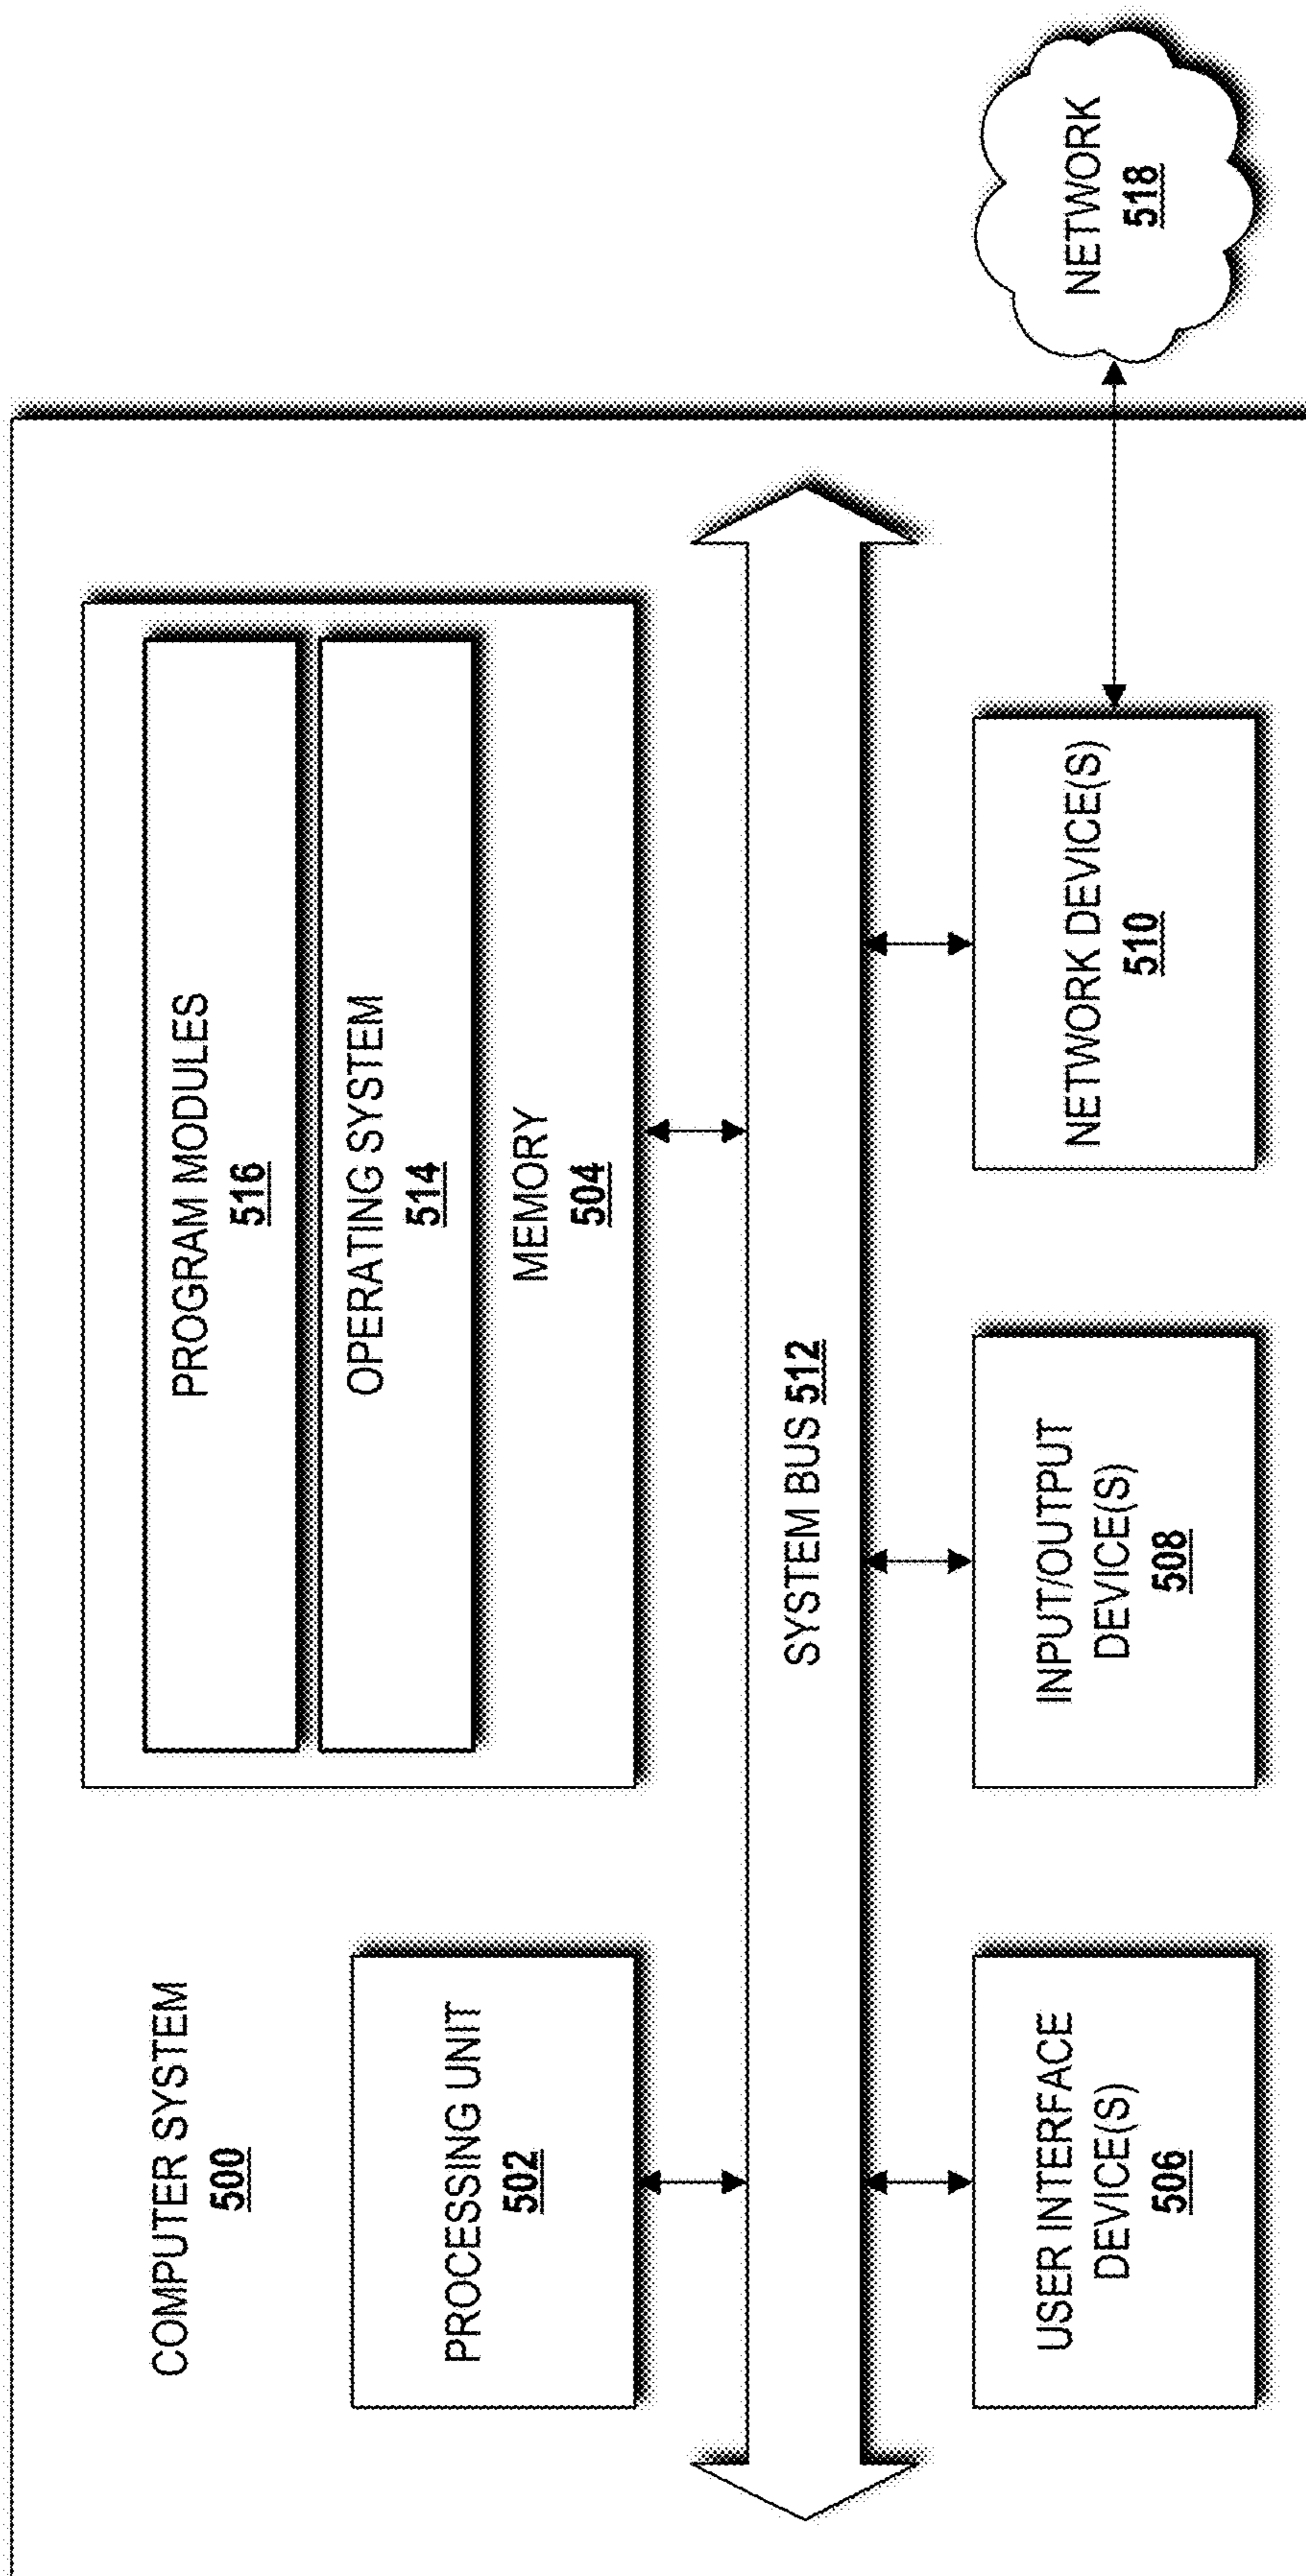 COMPUTER SYSTEM
500
PROCESSING UNIT
502
PROGRAM MODULES
516
OPERATING SYSTEM
514
MEMORY
504
SYSTEM BUS 512
USER INTERFACE
DEVICE(S)
506
INPUT/OUTPUT
DEVICE(S)
508
NETWORK DEVICE(S)
510
NETWORK
518